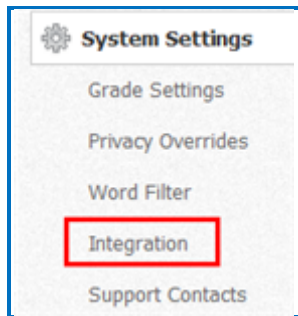 System Settings
Grade Settings
Privacy Overrides
Word Filter
Integration
Support Contacts